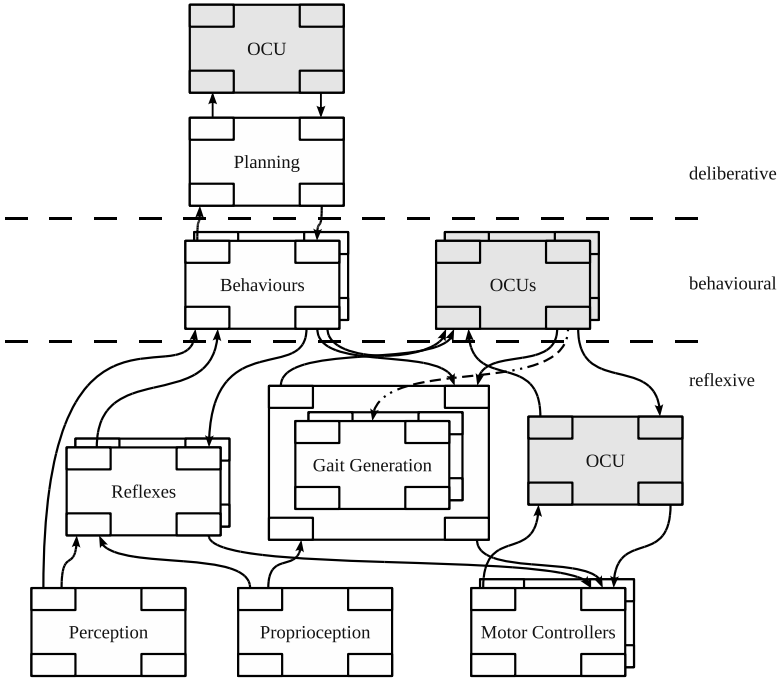 OCU
Planning
deliberative
Behaviours
OCUs
behavioural
reflexive
Gait Generation
OCU
Reflexes
Perception
Proprioception
Motor Controllers